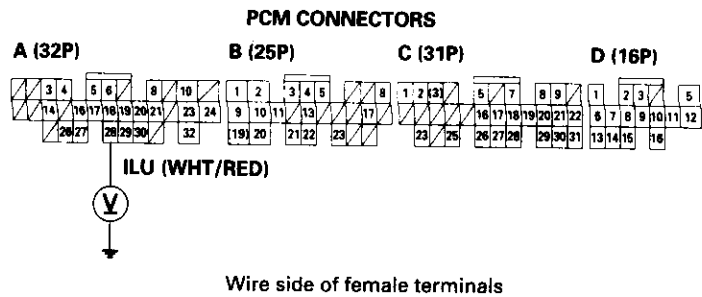 PCM CONNECTORS
A (32P) B (25P) C (31P) D (16P)
3 4 5 6 8 10 1 2 3 4 5 8 1 2 (3) 5 7 8 9 1 2 3 5
14 16 17 18 19 20 21 23 24 9 10 11 13 17 16 17 18 19 20 21 22 6 7 8 9 10 11 12
26 27 28 29 30 32 (19) 20 21 22 23 23 25 26 27 28 29 30 31 13 14 15 16
ILU (WHT/RED)
V
Wire side of female terminals